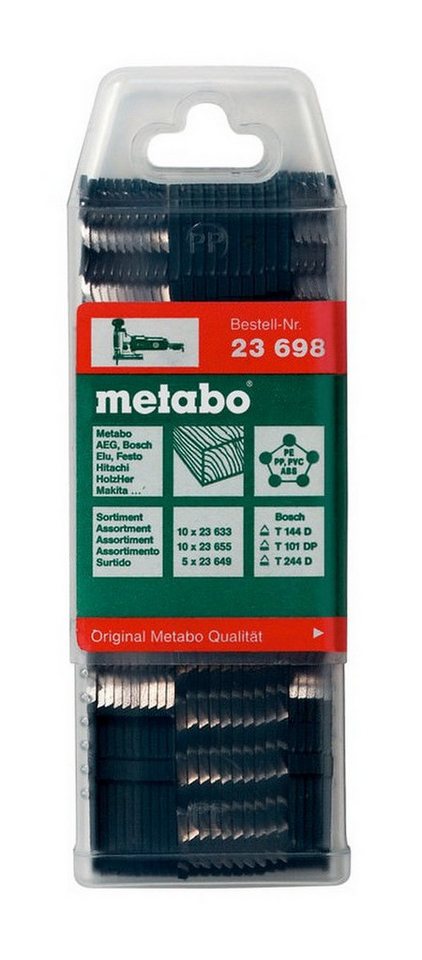 PP
Bestell-Nr.
23 698
metabo®
Metabo
AEG, Bosch
Elu, Festo
Hitachi
HolzHer
Makita ...
PE
PP, PVC
ABS
Sortiment
Assortment
Assortiment
Assortimento
Surtido
10 x 23 633
10 x 23 655
5 x 23 649
Bosch
T 144 D
T 101 DP
T 244 D
Original Metabo Qualität